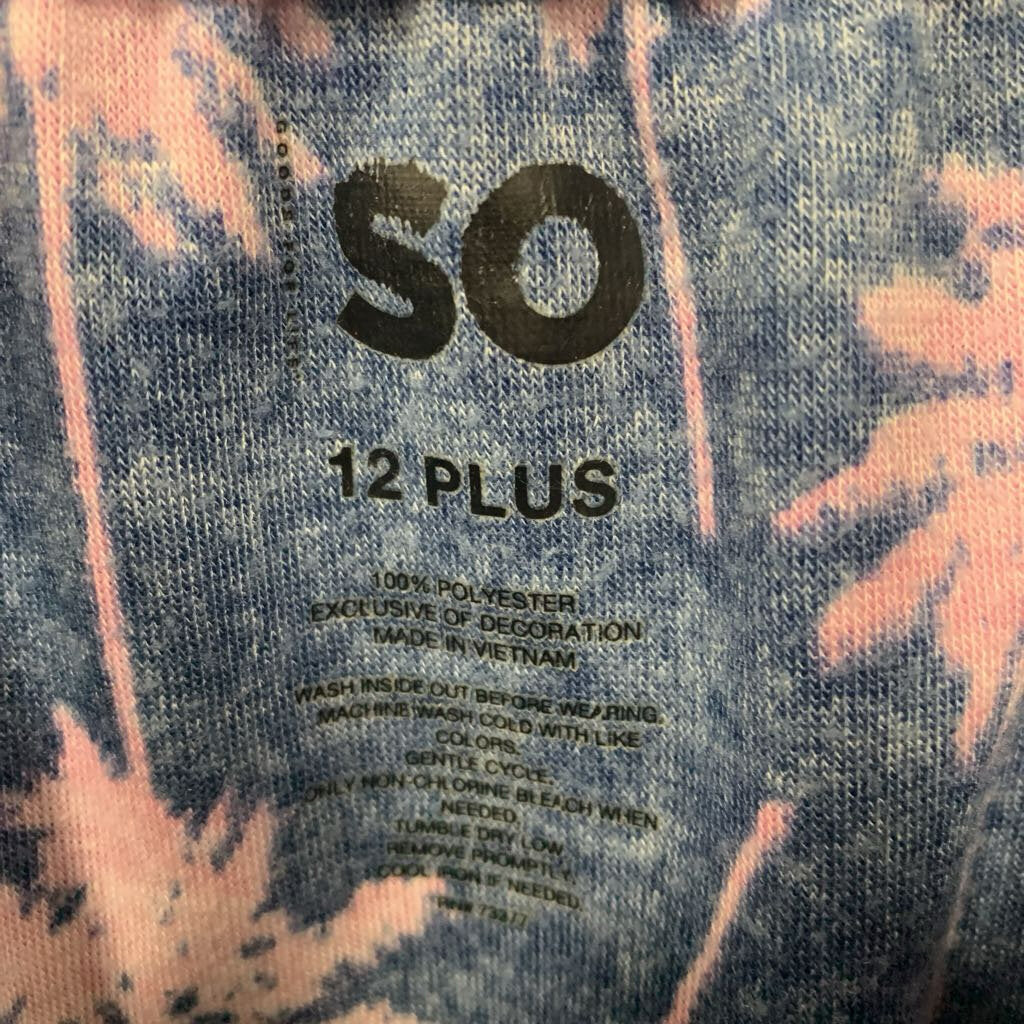 SO
12 PLUS
100% POLYESTER
EXCLUSIVE OF DECORATION
MADE IN VIETNAM
WASH INSIDE OUT BEFORE WEARING.
MACHINE WASH COLD WITH LIKE
COLORS.
GENTLE CYCLE.
ONLY NON-CHLORINE BLEACH WHEN
NEEDED.
TUMBLE DRY LOW.
REMOVE PROMPTLY.
COOL IRON IF NEEDED.
RN# 73277